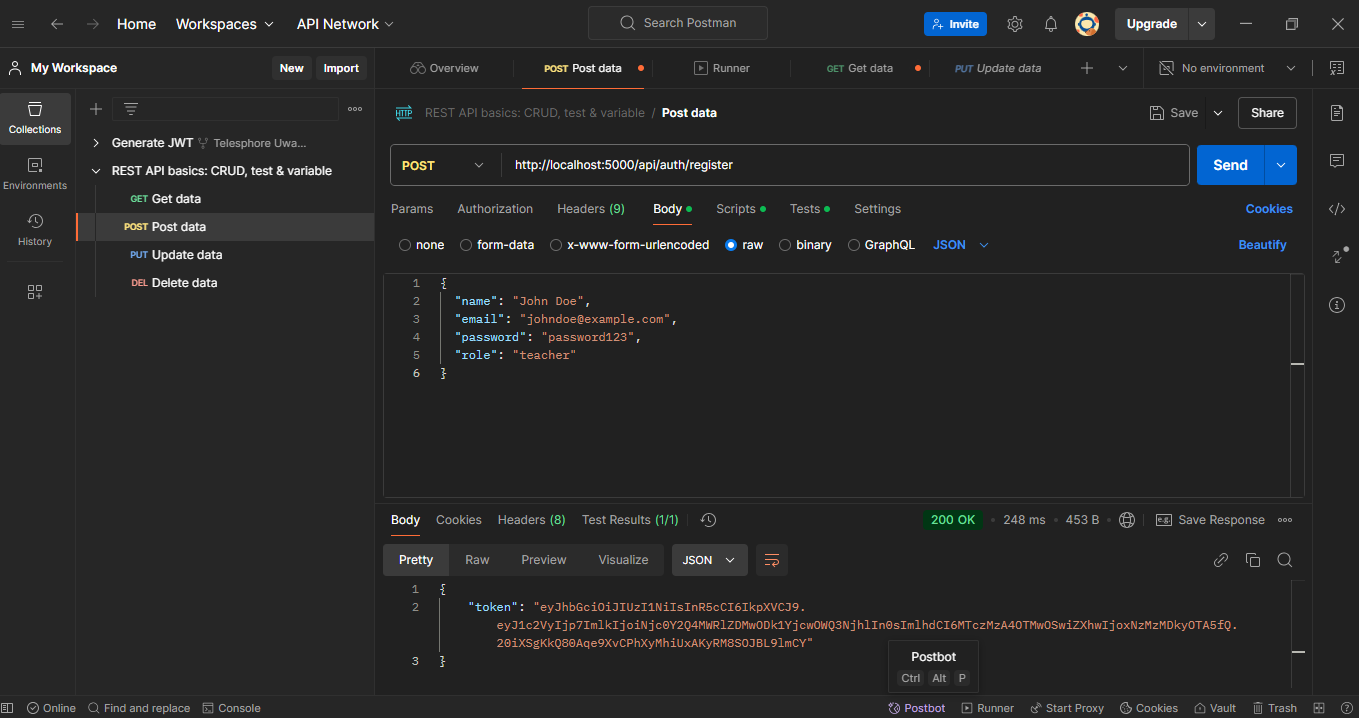 Home Workspaces API Network Search Postman Invite Upgrade
My Workspace New Import Overview POST Post data Runner GET Get data PUT Update data No environment
Collections
Environments
History
Generate JWT Telesphore Uwa...
REST API basics: CRUD, test & variable
GET Get data
POST Post data
PUT Update data
DEL Delete data
HTTP REST API basics: CRUD, test & variable / Post data Save Share
POST http://localhost:5000/api/auth/register Send
Params Authorization Headers (9) Body Scripts Tests Settings Cookies
none form-data x-www-form-urlencoded raw binary GraphQL JSON Beautify
1 {
2 "name": "John Doe",
3 "email": "johndoe@example.com",
4 "password": "password123",
5 "role": "teacher"
6 }
Body Cookies Headers (8) Test Results (1/1) 200 OK 248 ms 453 B e.g. Save Response
Pretty Raw Preview Visualize JSON
1 {
2 "token": "eyJhbGciOiJIUzI1NiIsInR5cCI6IkpXVCJ9.
eyJ1c2VyIjp7ImlkIjoiNjc0Y2Q4MWRlZDMwODk1YjcwOWQ3NjhlIn0sImlhdCI6MTczMzA4OTMwOSwiZXhwIjoxNzMzMDkyOTA5fQ.
20iXSgKkQ80Aqe9XvCPhXyMhiUxAKyRM8SOJBL9lmCY"
3 }
Postbot
Ctrl Alt P
Online Find and replace Console Postbot Runner Start Proxy Cookies Vault Trash